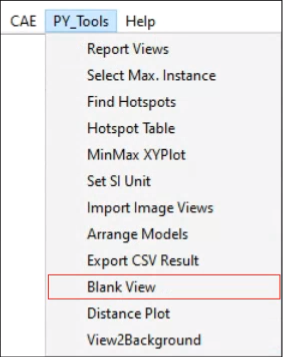 CAE PY_Tools Help
Report Views
Select Max. Instance
Find Hotspots
Hotspot Table
MinMax XYPlot
Set SI Unit
Import Image Views
Arrange Models
Export CSV Result
Blank View
Distance Plot
View2Background